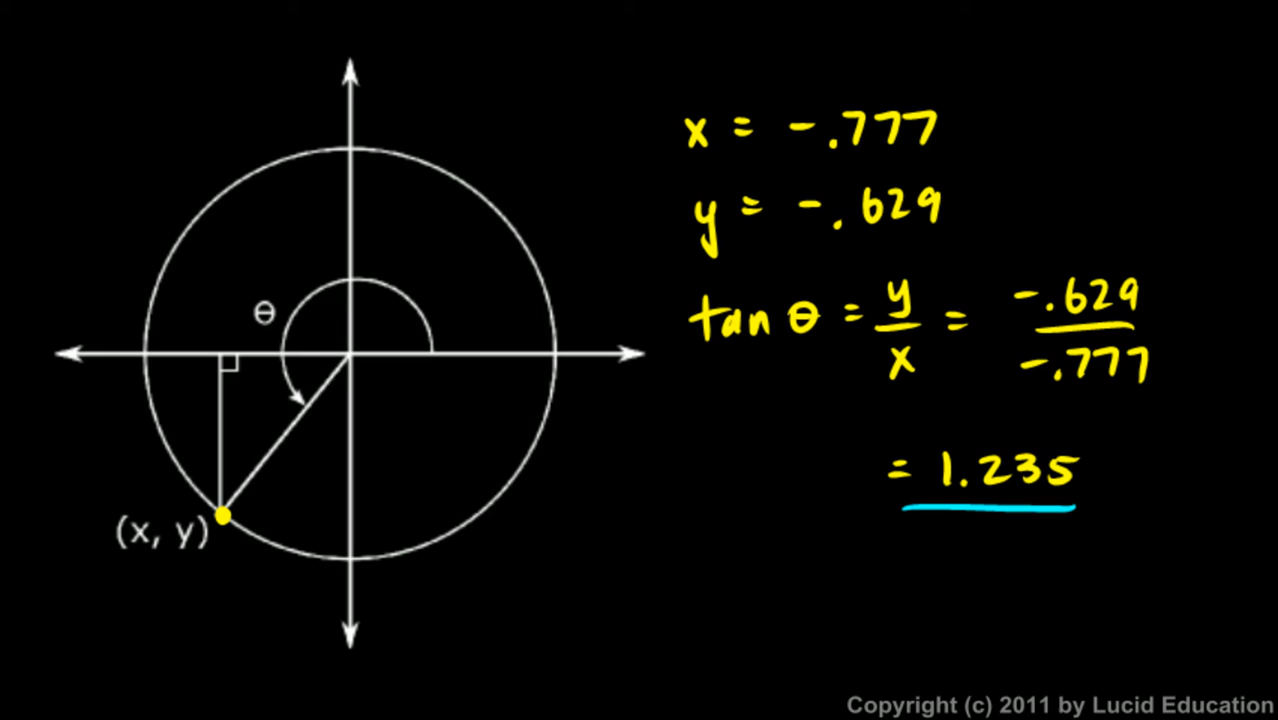 x = -.777
y = -.629
θ
tan θ = y/x = -.629/-.777
= 1.235
(x, y)
Copyright (c) 2011 by Lucid Education